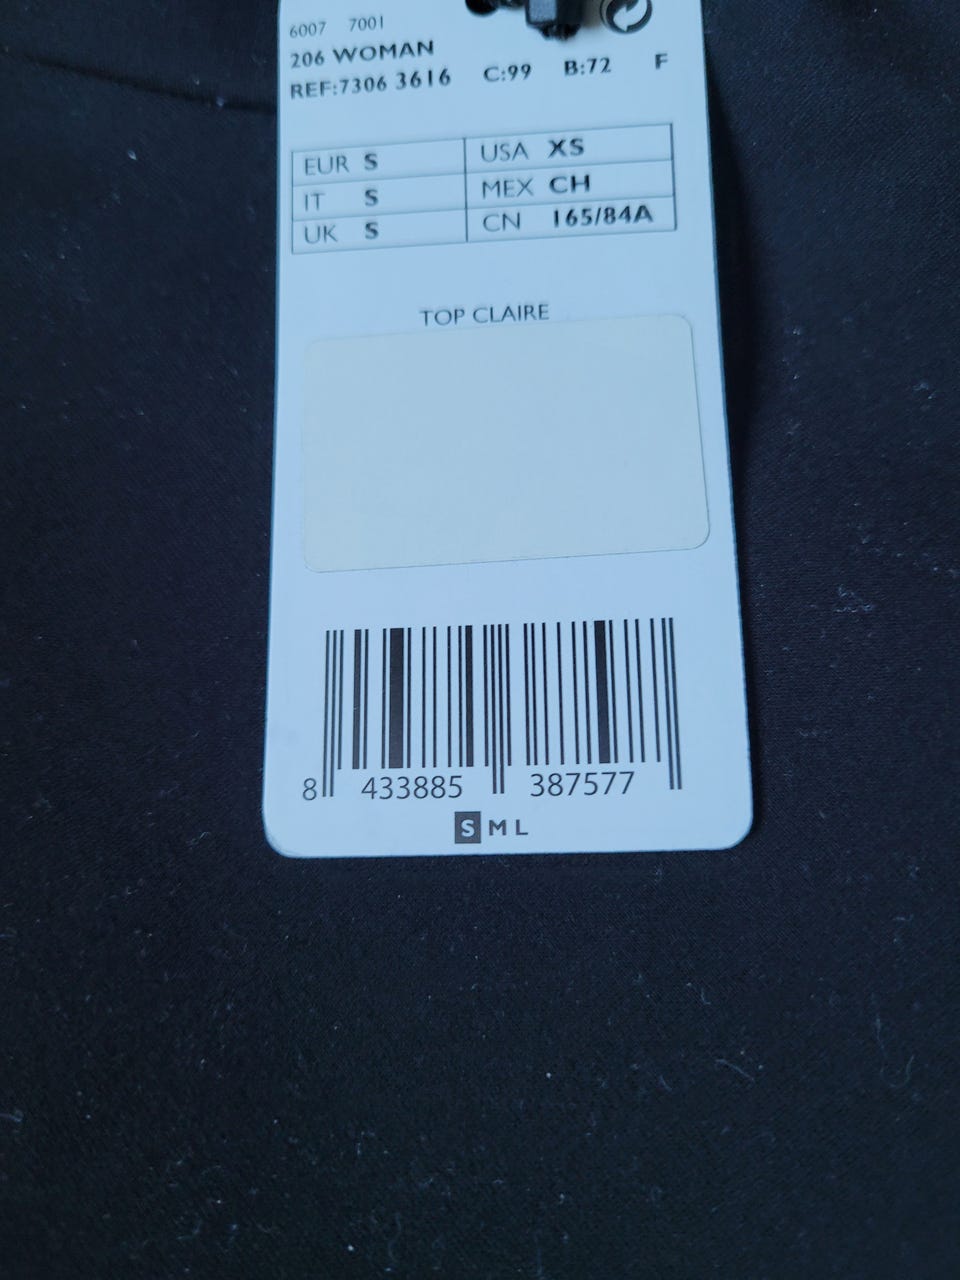 6007 7001
206 WOMAN
REF:7306 3616 C:99 B:72 F
EUR S USA XS
IT S MEX CH
UK S CN 165/84A
TOP CLAIRE
8 433885 387577
S M L